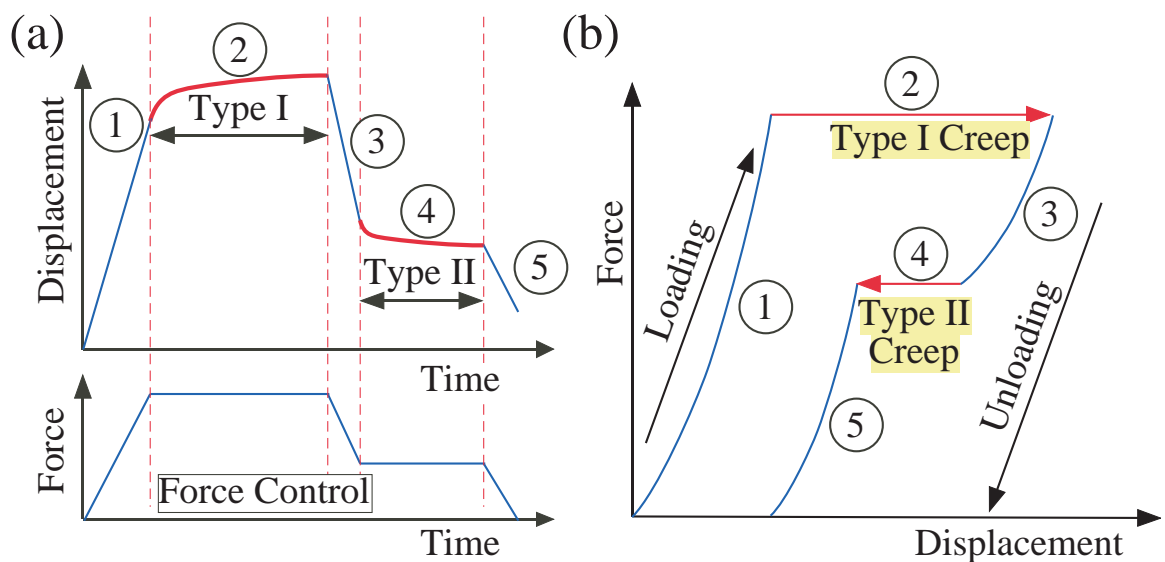 (a)
Displacement
1
2
Type I
3
4
Type II
5
Time
Force
Force Control
Time
(b)
Force
2
Type I Creep
Loading
1
3
4
Type II
Creep
5
Unloading
Displacement